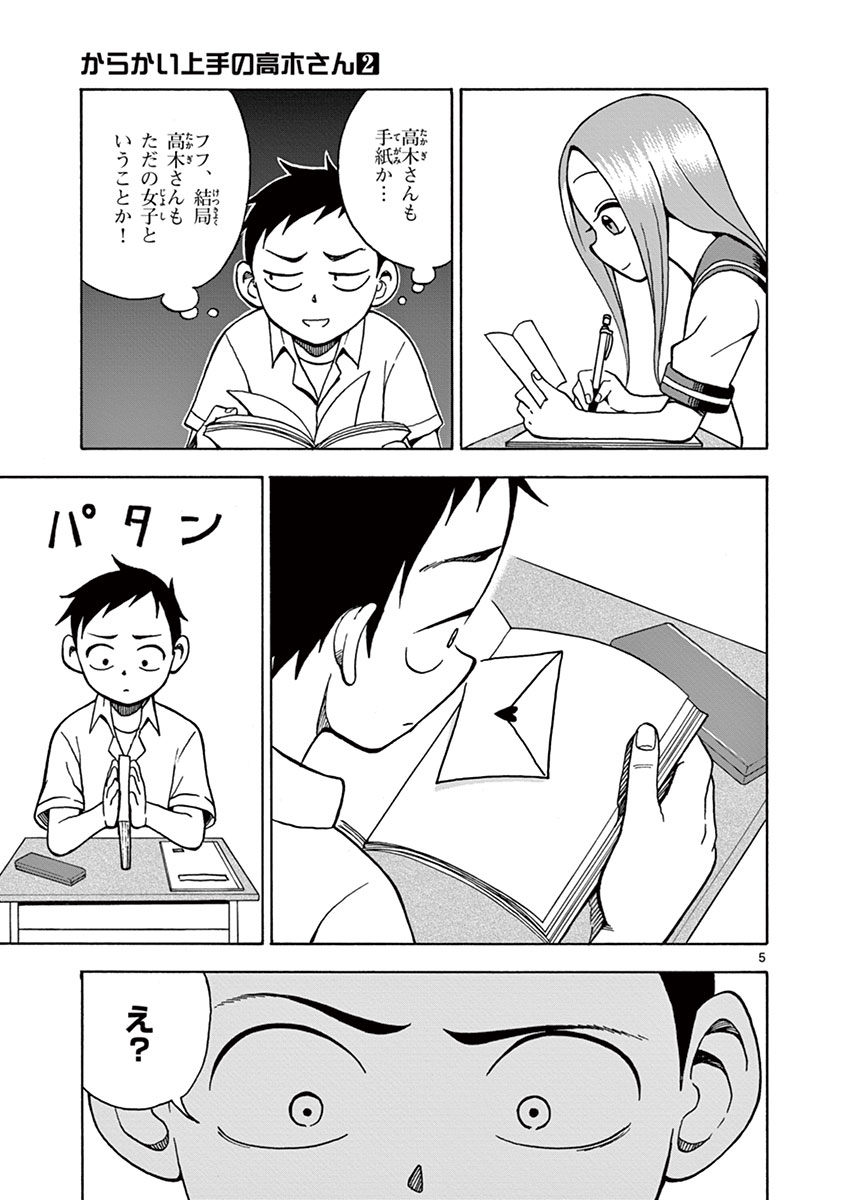 からかい上手の高木さん2
高木さんも
手紙か…
フフ、結局
高木さんも
ただの女子と
いうことか！
パタン
5
え？